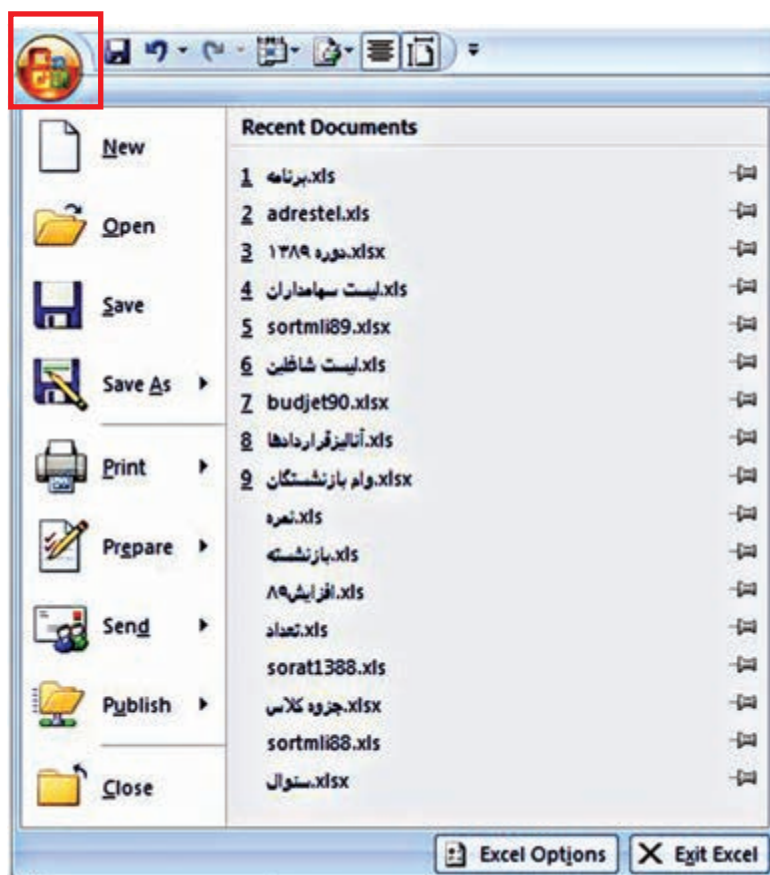 New
Open
Save
Save As
Print
Prepare
Send
Publish
Close
Recent Documents
1 برنامه.xls
2 adrestel.xls
3 دوره ۱۳۸۹.xlsx
4 لیست سهامداران.xls
5 sortmli89.xlsx
6 لیست شافلین.xls
7 budjet90.xlsx
8 آنالیزقراردادها.xls
9 وام بازنشستگان.xlsx
نمره.xls
بازنشسته.xls
افزایش۸۹.xls
تعداد.xls
sorat1388.xls
جزوه کلاس.xlsx
sortmli88.xls
سئوال.xlsx
Excel Options
Exit Excel